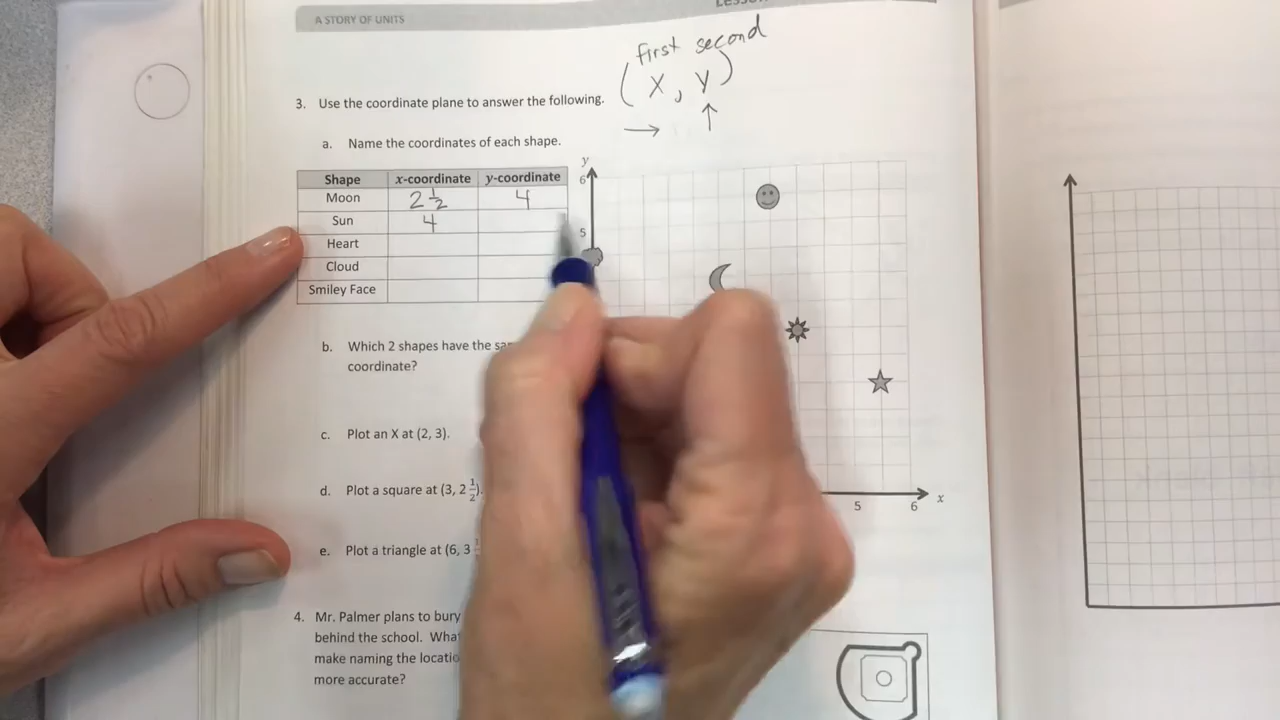 A STORY OF UNITS
first second
(x, y)
→ ↑
3. Use the coordinate plane to answer the following.
a. Name the coordinates of each shape.
Shape x-coordinate y-coordinate
Moon 2 1/2 4
Sun 4
Heart
Cloud
Smiley Face
y
6
5
5 6 x
b. Which 2 shapes have the
coordinate?
c. Plot an X at (2, 3).
d. Plot a square at (3, 2 1/2).
e. Plot a triangle at (6, 3
4. Mr. Palmer plans to bury
behind the school.
make naming the
more accurate?